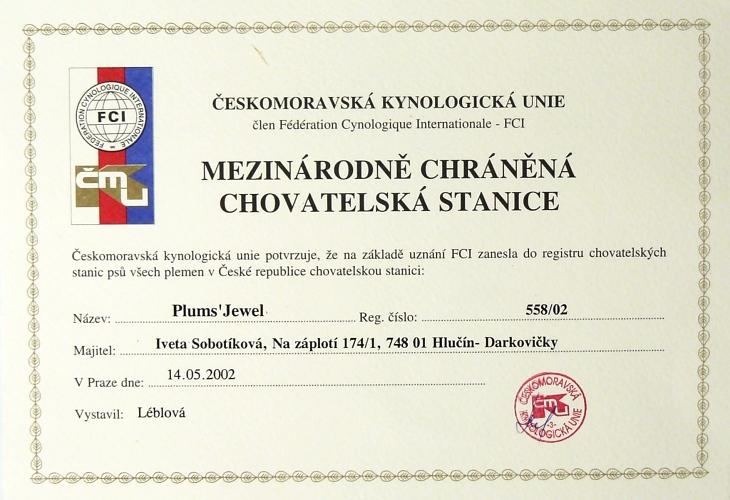 FÉDÉRATION CYNOLOGIQUE INTERNATIONALE
FCI
čmku
ČESKOMORAVSKÁ KYNOLOGICKÁ UNIE
člen Fédération Cynologique Internationale - FCI
MEZINÁRODNĚ CHRÁNĚNÁ
CHOVATELSKÁ STANICE
Českomoravská kynologická unie potvrzuje, že na základě uznání FCI zanesla do registru chovatelských
stanic psů všech plemen v České republice chovatelskou stanici:
Název: Plums'Jewel Reg. číslo: 558/02
Majitel: Iveta Sobotíková, Na záplotí 174/1, 748 01 Hlučín- Darkovičky
V Praze dne: 14.05.2002
Vystavil: Léblová
ČESKOMORAVSKÁ
čmku
-3-
KYNOLOGICKÁ UNIE